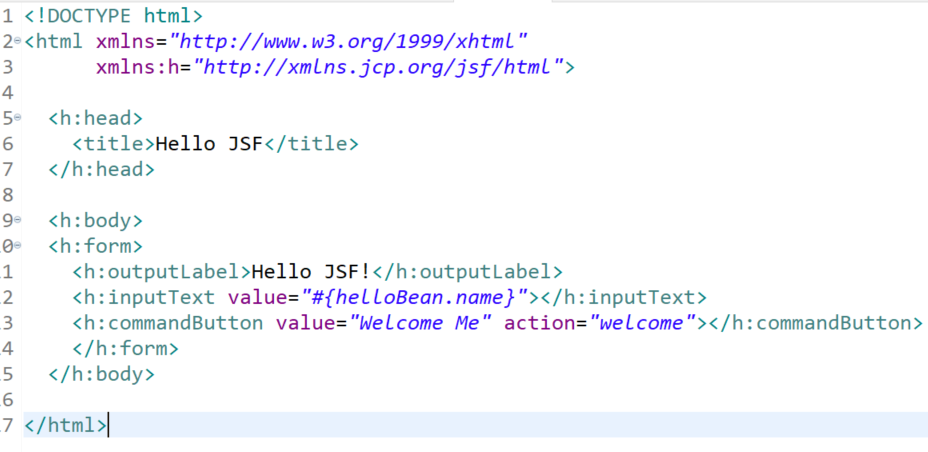 1 <!DOCTYPE html>
2 <html xmlns="http://www.w3.org/1999/xhtml"
3       xmlns:h="http://xmlns.jcp.org/jsf/html">
4
5   <h:head>
6     <title>Hello JSF</title>
7   </h:head>
8
9   <h:body>
0   <h:form>
1     <h:outputLabel>Hello JSF!</h:outputLabel>
2     <h:inputText value="#{helloBean.name}"></h:inputText>
3     <h:commandButton value="Welcome Me" action="welcome"></h:commandButton>
4     </h:form>
5   </h:body>
6
7 </html>